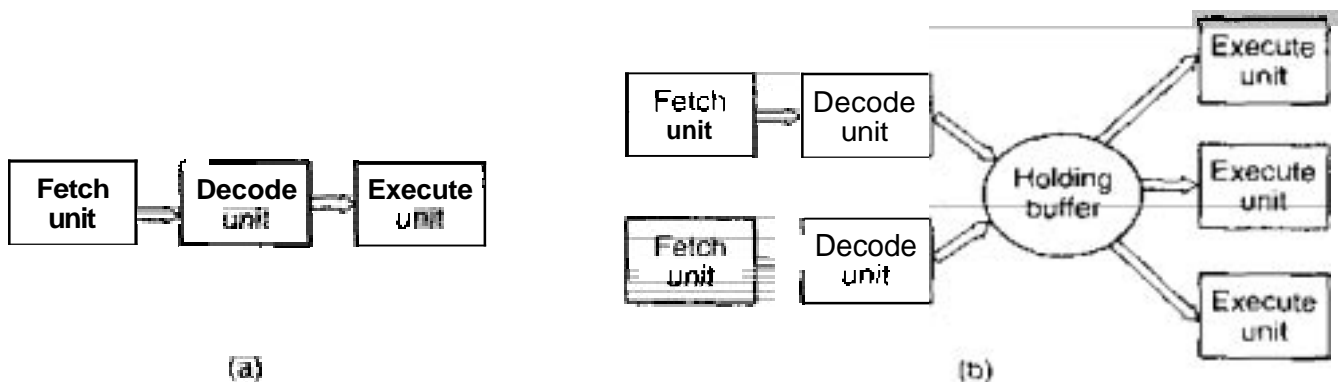 Fetch
unit
Decode
unit
Execute
unit
(a)
Fetch
unit
Decode
unit
Fetch
unit
Decode
unit
Holding
buffer
Execute
unit
Execute
unit
Execute
unit
(b)